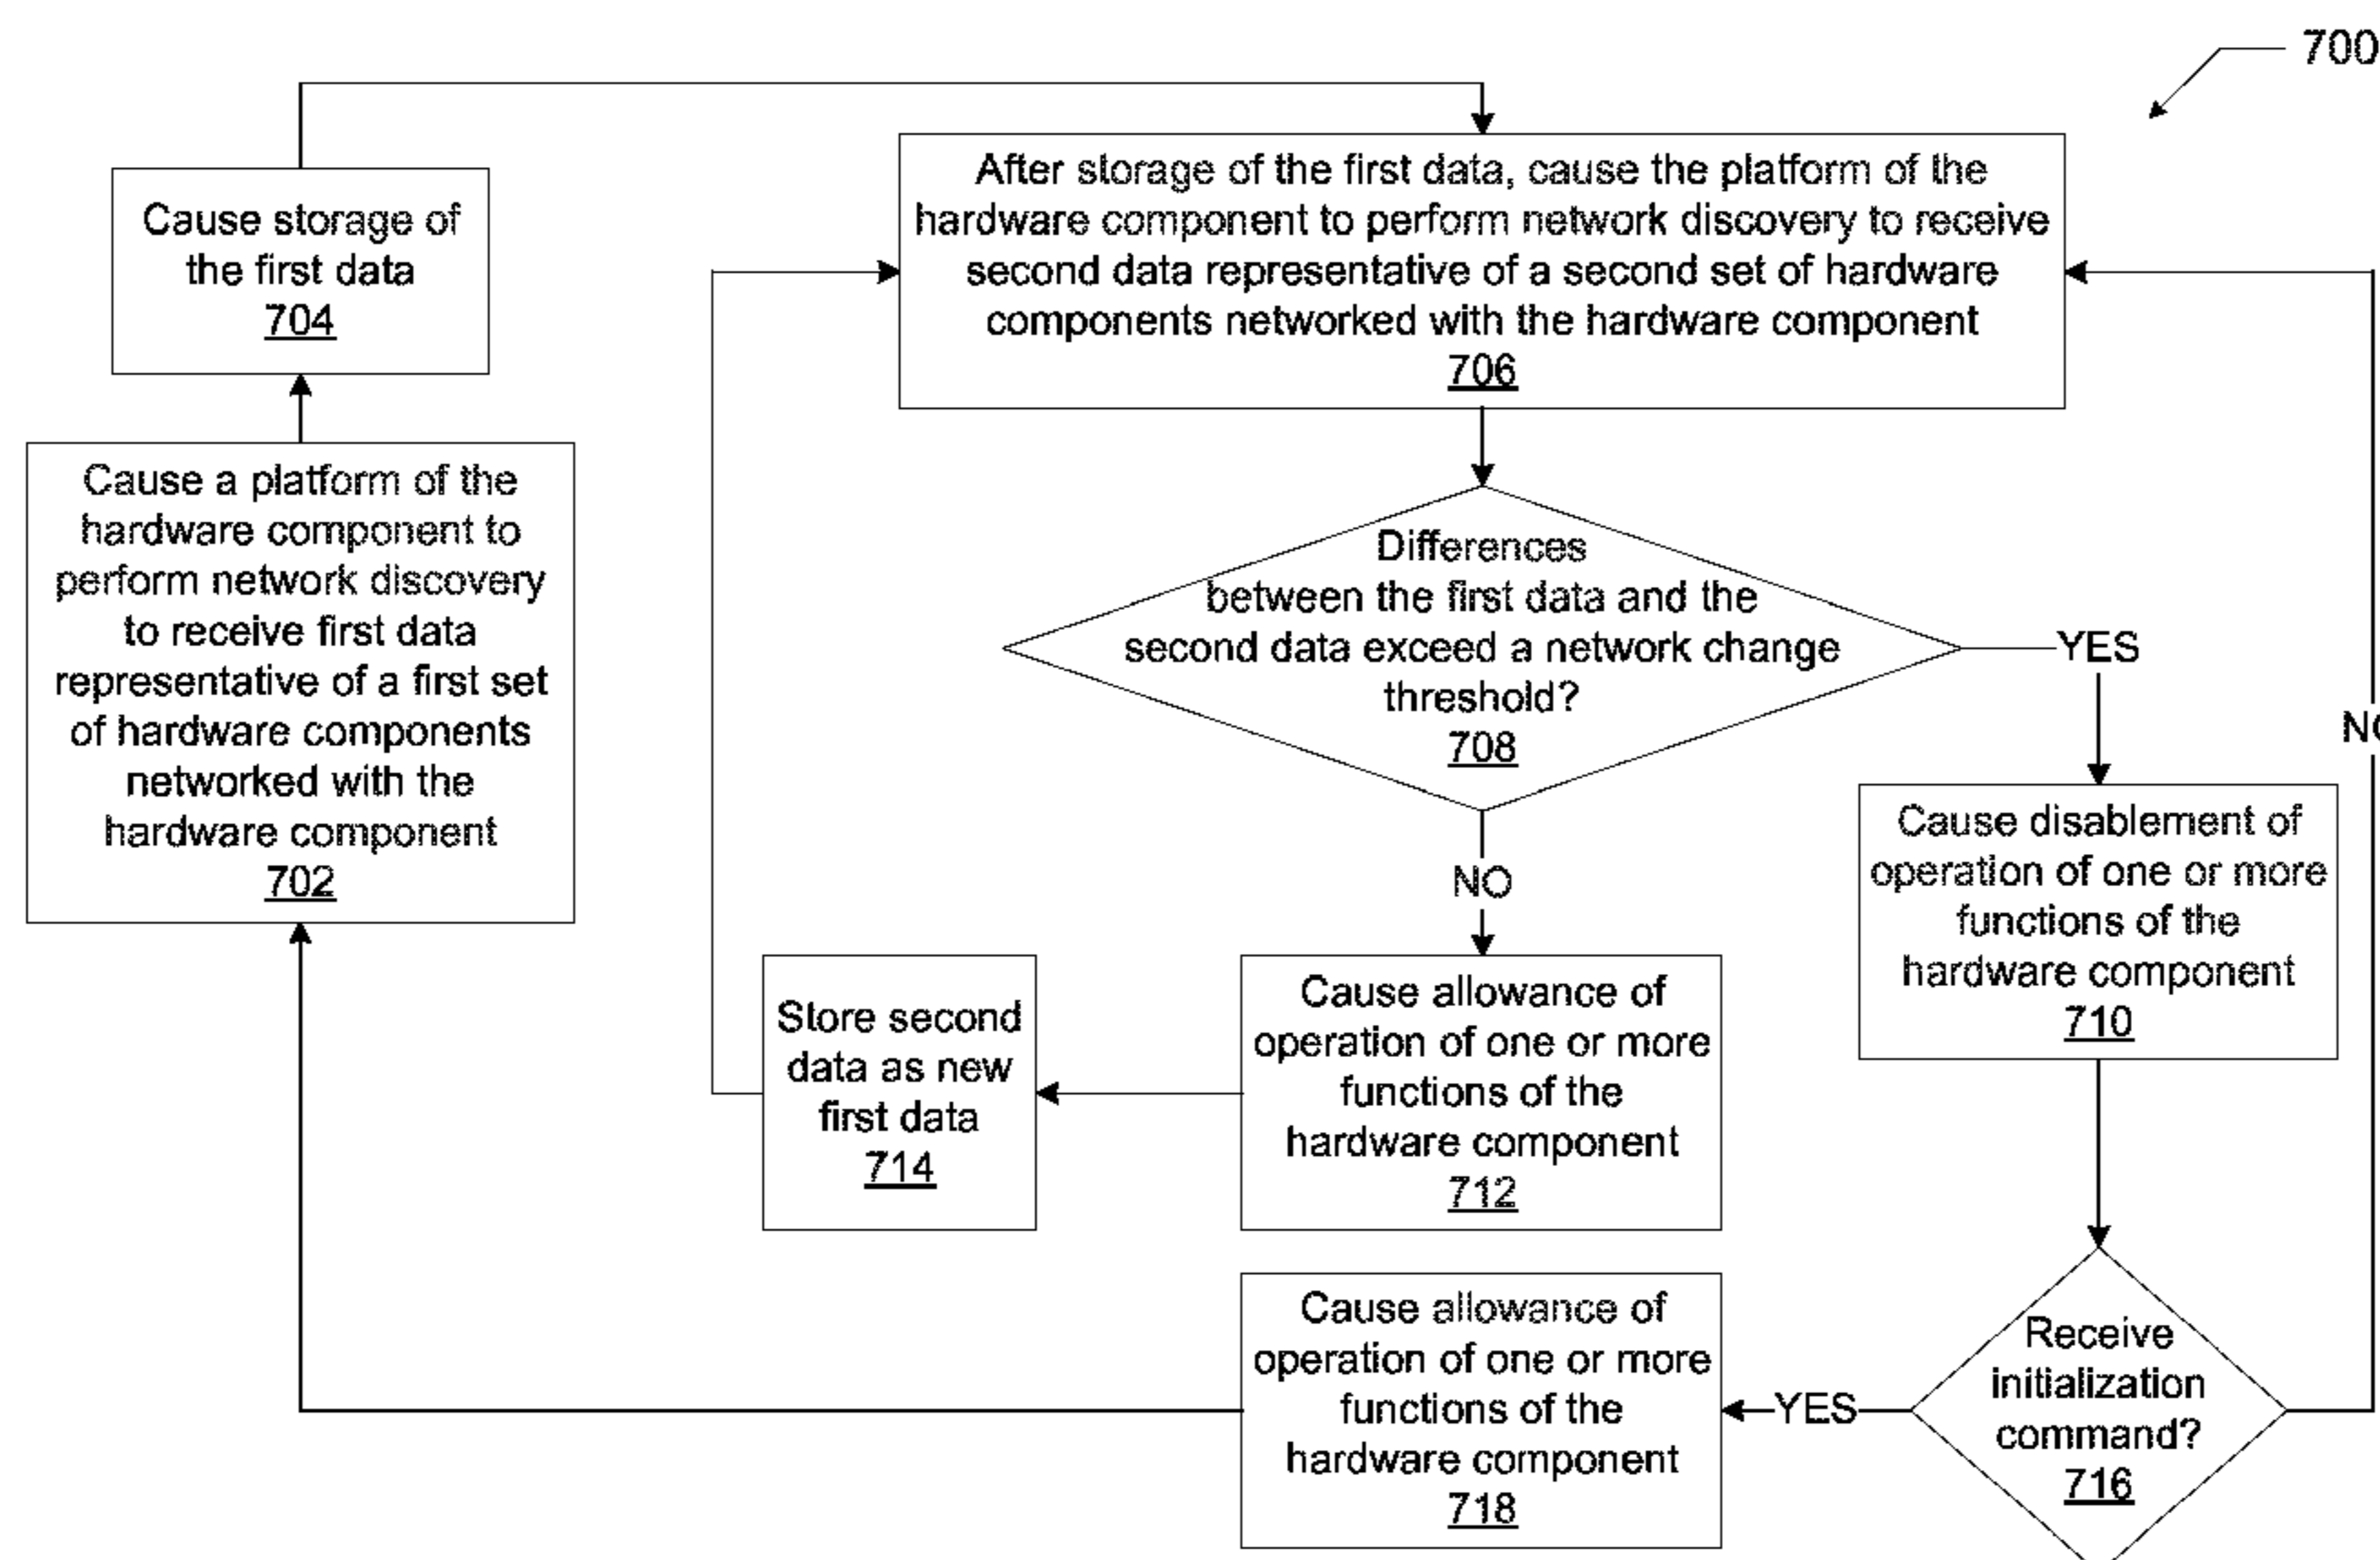 700
Cause a platform of the
hardware component to
perform network discovery
to receive first data
representative of a first set
of hardware components
networked with the
hardware component
702
Cause storage of
the first data
704
After storage of the first data, cause the platform of the
hardware component to perform network discovery to receive
second data representative of a second set of hardware
components networked with the hardware component
706
Differences
between the first data and the
second data exceed a network change
threshold?
708
YES
NO
Cause disablement of
operation of one or more
functions of the
hardware component
710
Cause allowance of
operation of one or more
functions of the
hardware component
712
Store second
data as new
first data
714
Receive
initialization
command?
716
YES
Cause allowance of
operation of one or more
functions of the
hardware component
718